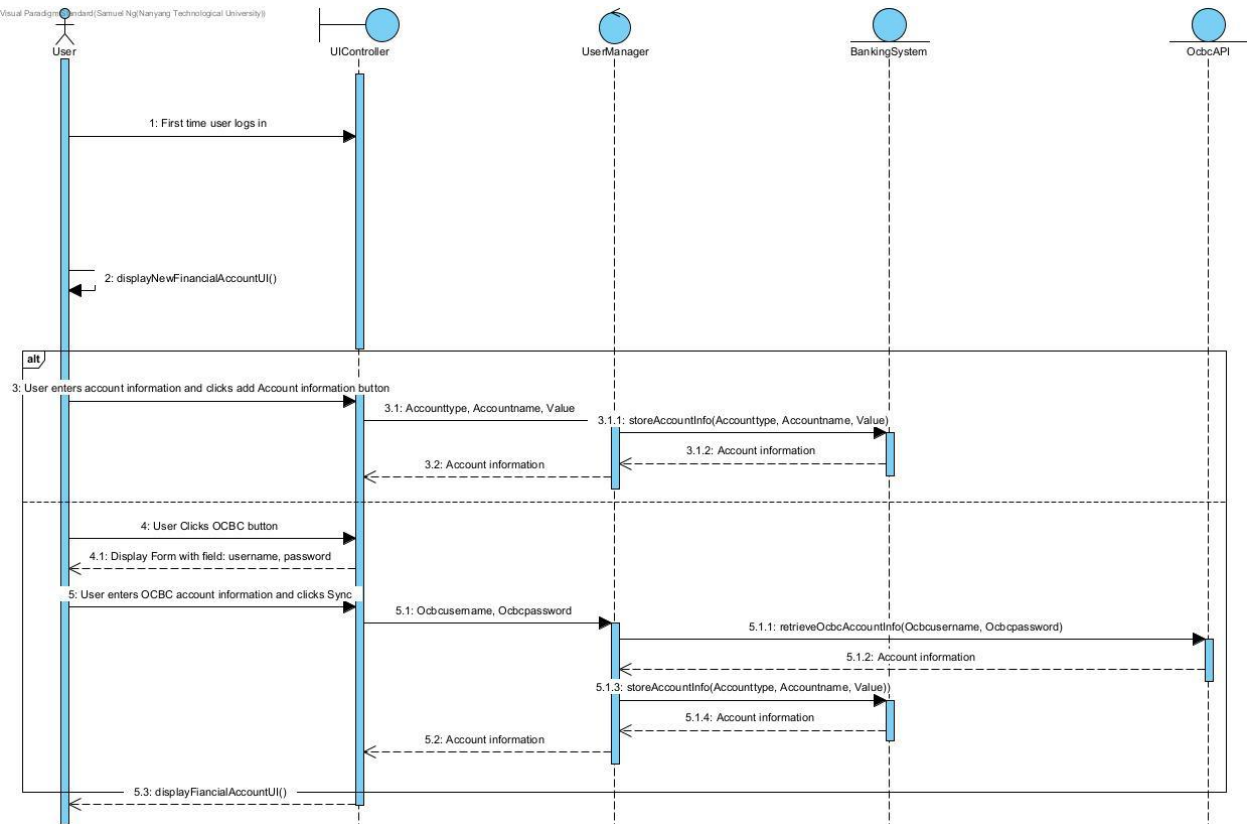 Visual Paradigm Standard(Samuel Ng(Nanyang Technological University))
User
UIController
UserManager
BankingSystem
OcbcAPI
1: First time user logs in
2: displayNewFinancialAccountUI()
alt
3: User enters account information and clicks add Account information button
3.1: Accounttype, Accountname, Value
3.1.1: storeAccountInfo(Accounttype, Accountname, Value)
3.1.2: Account information
3.2: Account information
4: User Clicks OCBC button
4.1: Display Form with field: username, password
5: User enters OCBC account information and clicks Sync
5.1: Ocbcusername, Ocbcpassword
5.1.1: retrieveOcbcAccountInfo(Ocbcusername, Ocbcpassword)
5.1.2: Account information
5.1.3: storeAccountInfo(Accounttype, Accountname, Value))
5.1.4: Account information
5.2: Account information
5.3: displayFiancialAccountUI()